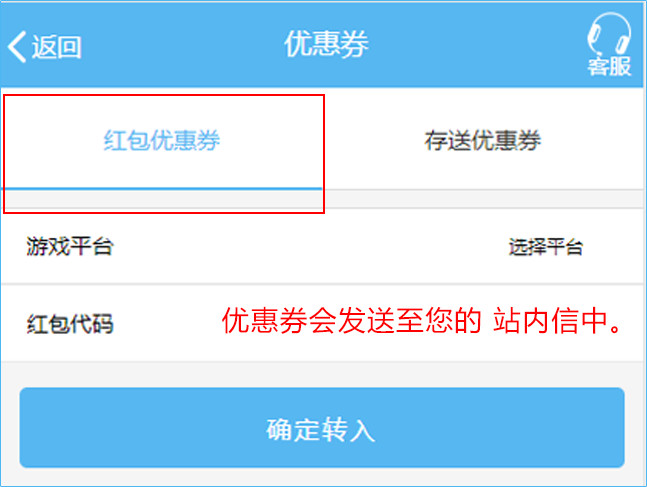 返回
优惠券
客服
红包优惠券
存送优惠券
游戏平台
选择平台
红包代码
优惠券会发送至您的 站内信中。
确定转入